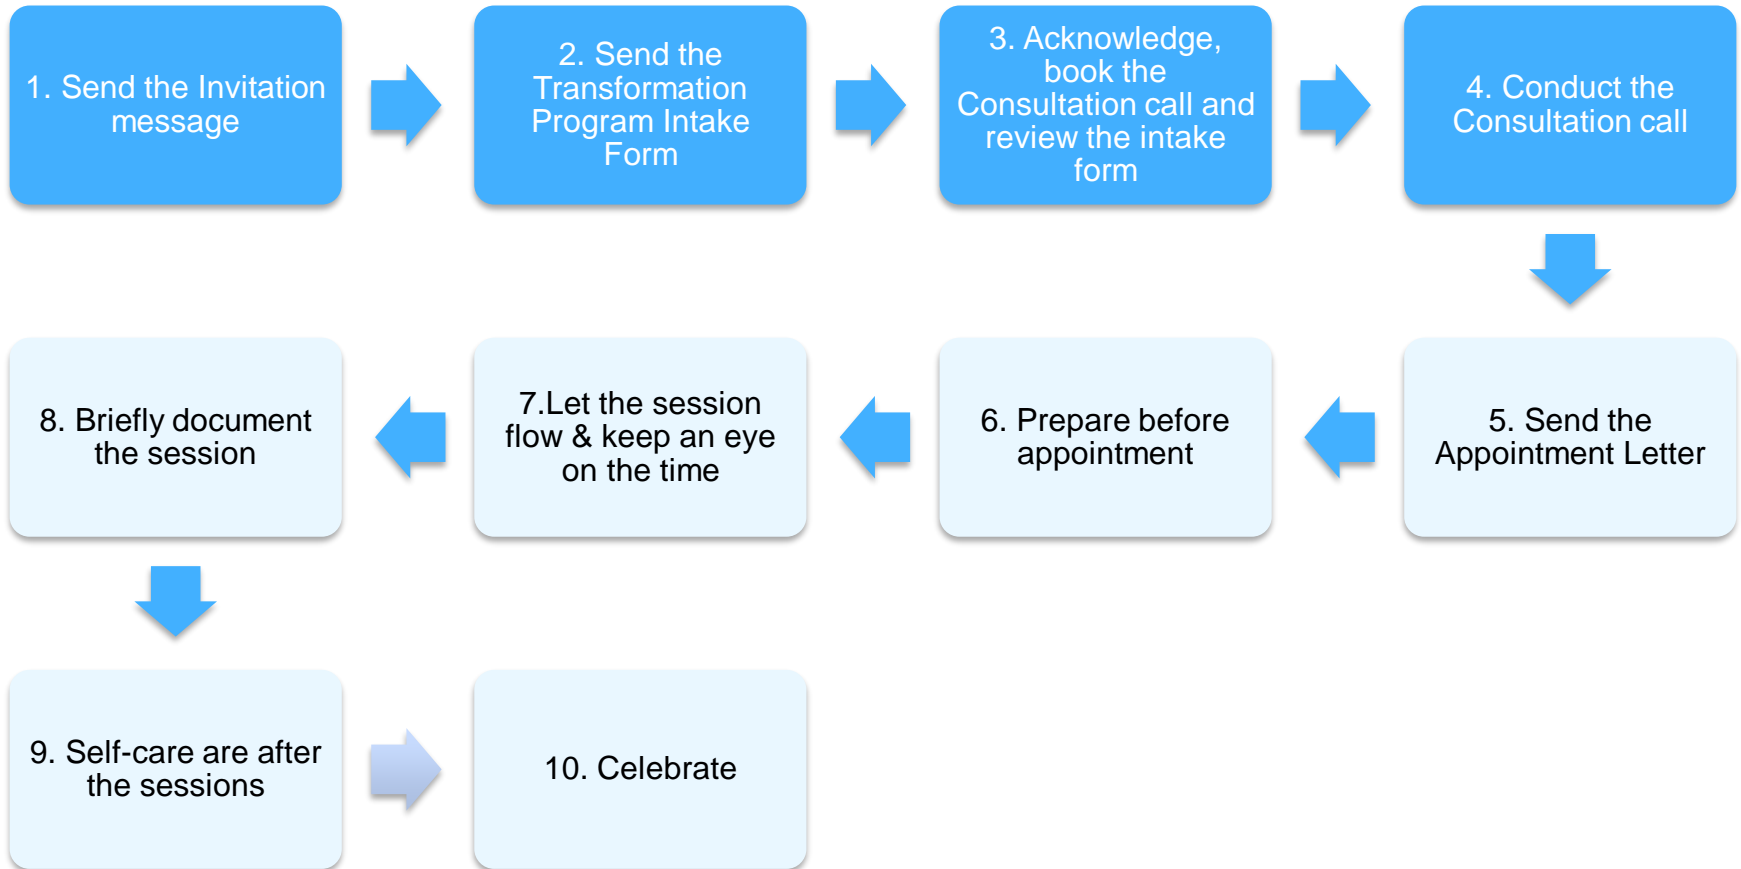 1. Send the Invitation
message
2. Send the
Transformation
Program Intake
Form
3. Acknowledge,
book the
Consultation call and
review the intake
form
4. Conduct the
Consultation call
5. Send the
Appointment Letter
6. Prepare before
appointment
7.Let the session
flow & keep an eye
on the time
8. Briefly document
the session
9. Self-care are after
the sessions
10. Celebrate